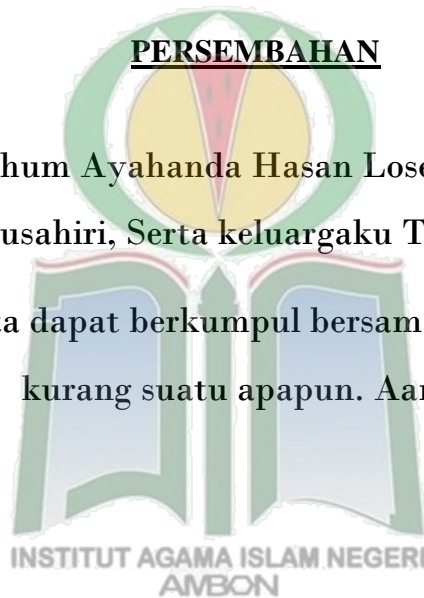 PERSEMBAHAN
hum Ayahanda Hasan Lose
usahiri, Serta keluargaku T
ta dapat berkumpul bersam
kurang suatu apapun. Aa
INSTITUT AGAMA ISLAM NEGERI
AMBON